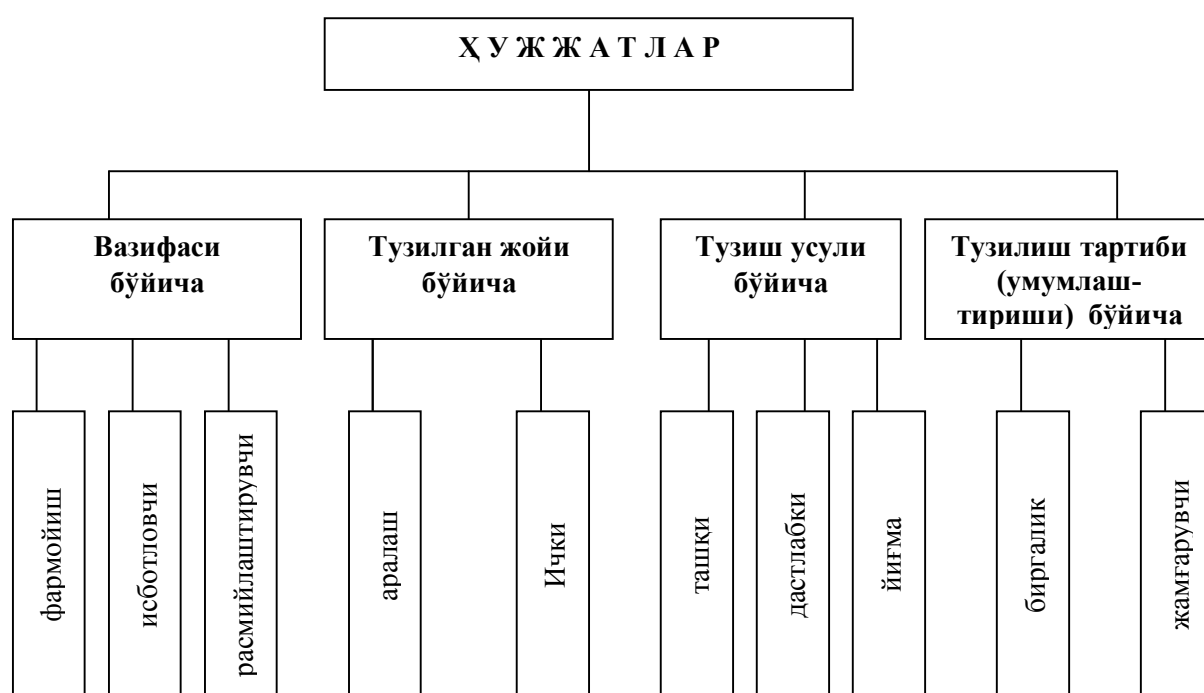 Ҳ У Ж Ж А Т Л А Р
Вазифаси
бўйича
Тузилган жойи
бўйича
Тузиш усули
бўйича
Тузилиш тартиби
(умумлаш-
тириши) бўйича
фармойиш
исботловчи
расмийлаштирувчи
аралаш
Ички
ташқи
дастлабки
йиғма
биргалик
жамғарувчи